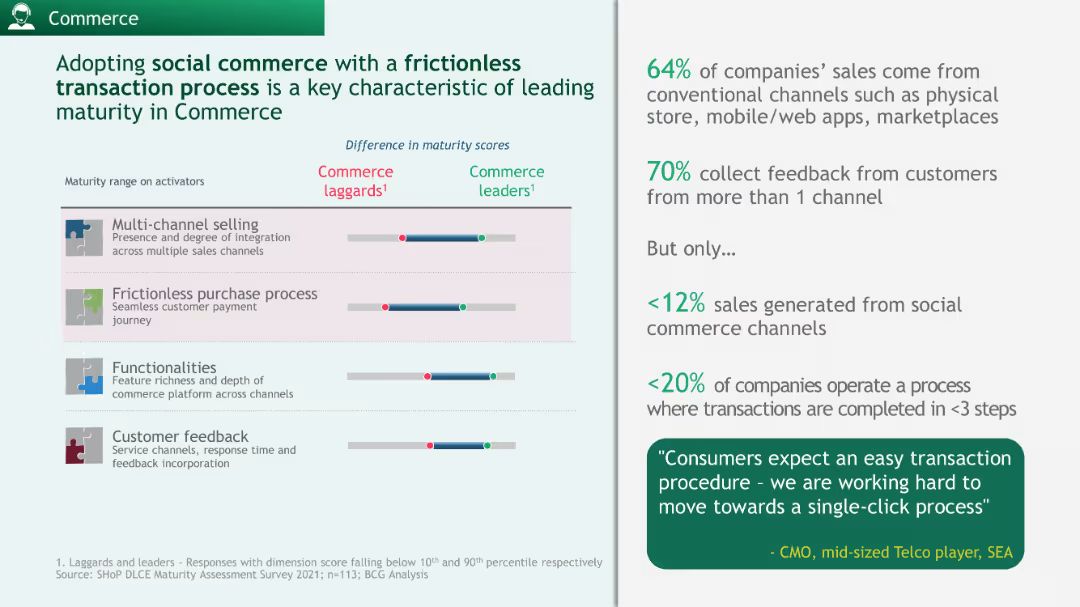 Commerce
Adopting social commerce with a frictionless
transaction process is a key characteristic of leading
maturity in Commerce
Difference in maturity scores
Maturity range on activators
Commerce
laggards¹
Commerce
leaders¹
Multi-channel selling
Presence and degree of integration
across multiple sales channels
Frictionless purchase process
Seamless customer payment
journey
Functionalities
Feature richness and depth of
commerce platform across channels
Customer feedback
Service channels, response time and
feedback incorporation
1. Laggards and leaders - Responses with dimension score falling below 10th and 90th percentile respectively
Source: SHoP DLCE Maturity Assessment Survey 2021; n=113; BCG Analysis
64% of companies' sales come from
conventional channels such as physical
store, mobile/web apps, marketplaces
70% collect feedback from customers
from more than 1 channel
But only…
<12% sales generated from social
commerce channels
<20% of companies operate a process
where transactions are completed in <3 steps
"Consumers expect an easy transaction
procedure – we are working hard to
move towards a single-click process"
- CMO, mid-sized Telco player, SEA